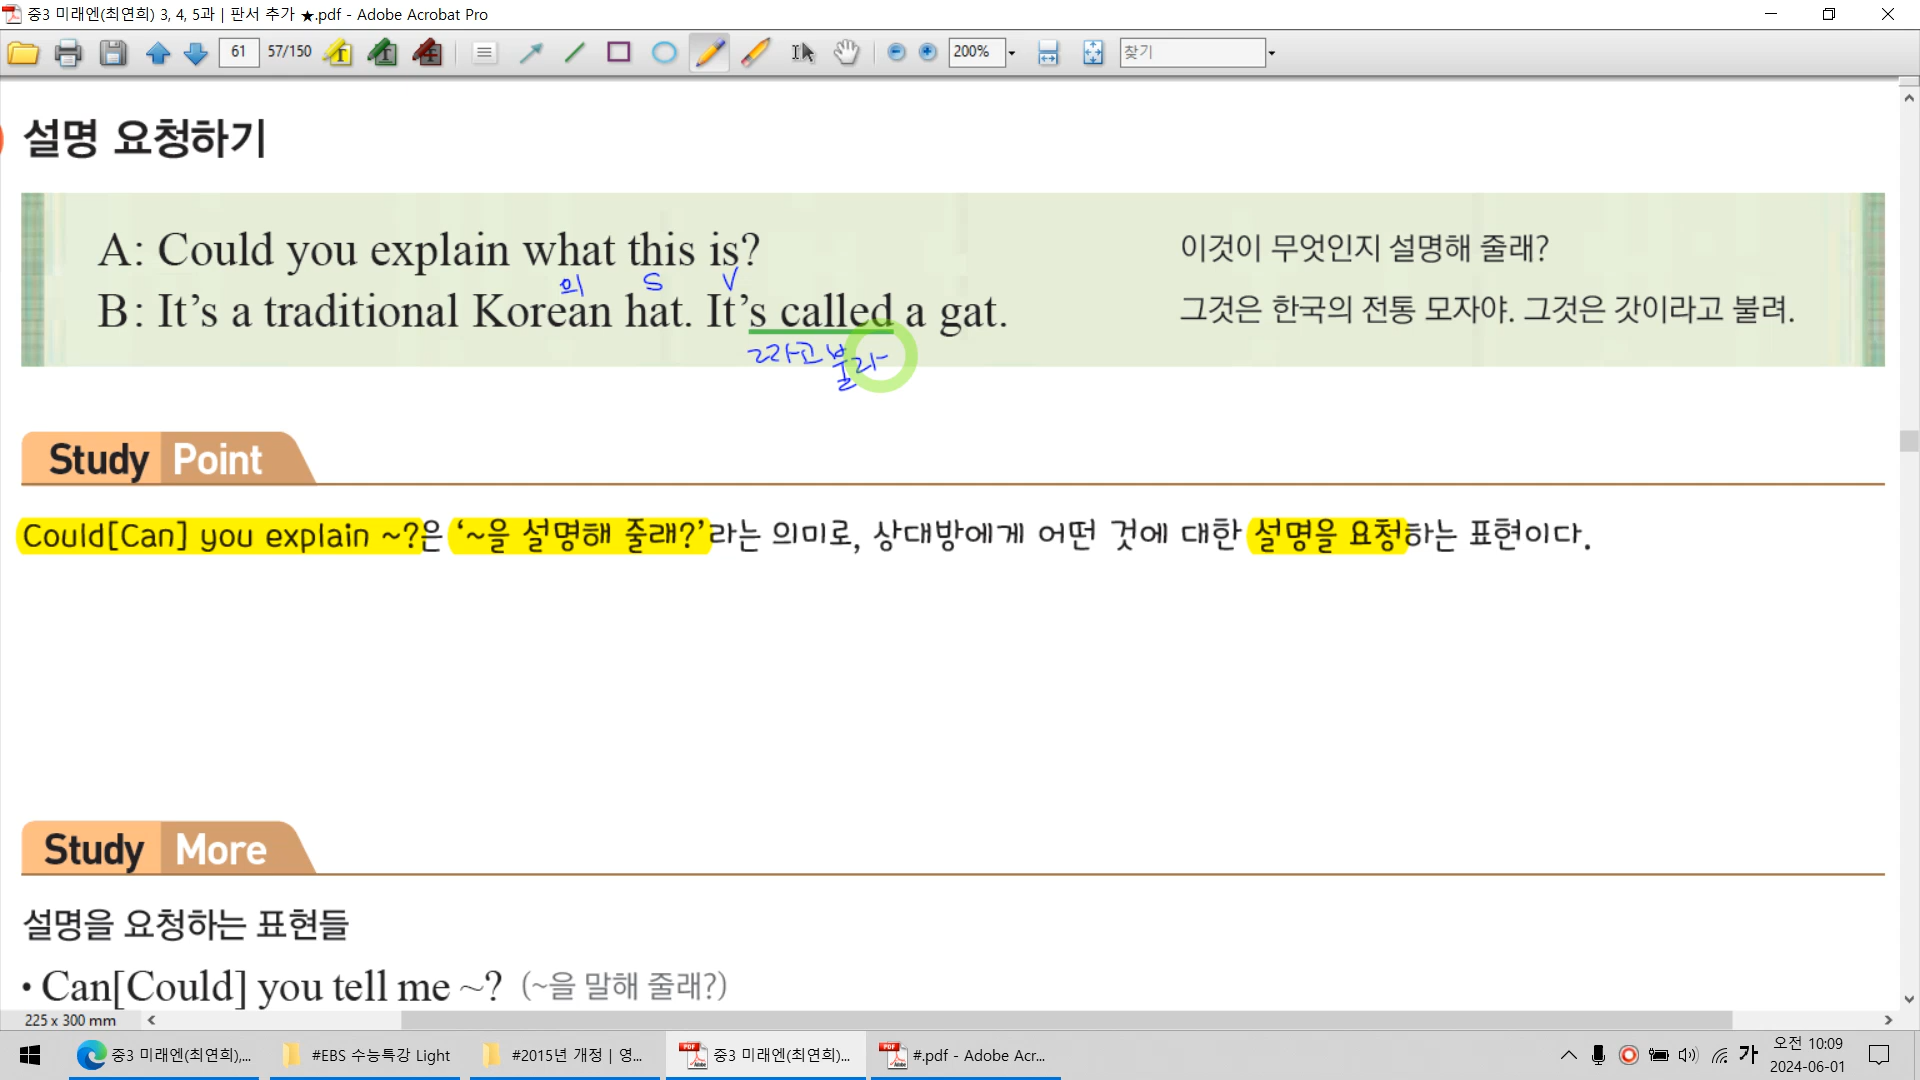 중3 미래엔(최연희) 3, 4, 5과 | 판서 추가 ★.pdf - Adobe Acrobat Pro
61 57/150 200% 찾기
설명 요청하기
A: Could you explain what this is? 이것이 무엇인지 설명해 줄래?
의 S V
B: It's a traditional Korean hat. It's called a gat. 그것은 한국의 전통 모자야. 그것은 갓이라고 불려.
Study Point
Could[Can] you explain ~?은 '~을 설명해 줄래?'라는 의미로, 상대방에게 어떤 것에 대한 설명을 요청하는 표현이다.
Study More
설명을 요청하는 표현들
• Can[Could] you tell me ~? (~을 말해 줄래?)
225 x 300 mm
중3 미래엔(최연희),... #EBS 수능특강 Light #2015년 개정 | 영... 중3 미래엔(최연희)... #.pdf - Adobe Acr... 가 오전 10:09
2024-06-01